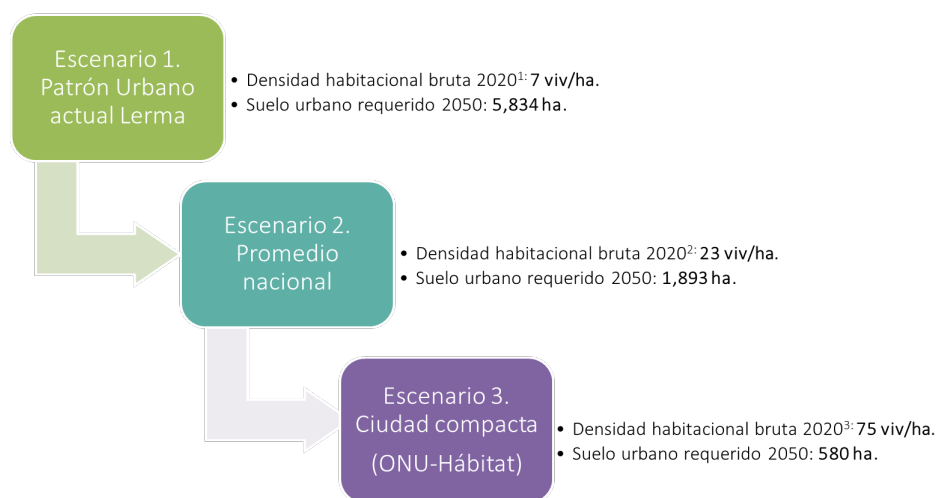 Escenario 1.
Patrón Urbano
actual Lerma
• Densidad habitacional bruta 2020¹: 7 viv/ha.
• Suelo urbano requerido 2050: 5,834 ha.
Escenario 2.
Promedio
nacional
• Densidad habitacional bruta 2020²: 23 viv/ha.
• Suelo urbano requerido 2050: 1,893 ha.
Escenario 3.
Ciudad compacta
(ONU-Hábitat)
• Densidad habitacional bruta 2020³: 75 viv/ha.
• Suelo urbano requerido 2050: 580 ha.